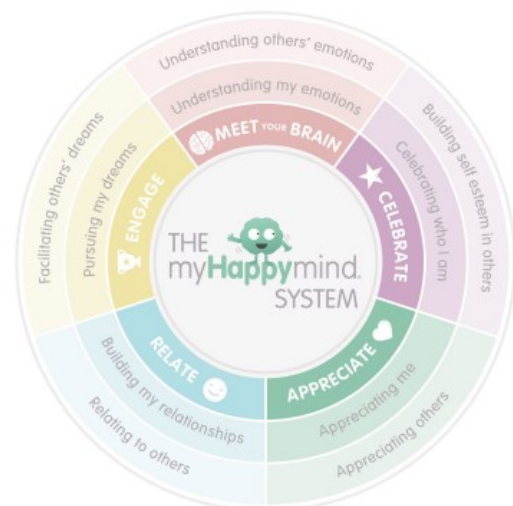 Understanding others' emotions
Understanding my emotions
MEET YOUR BRAIN
Building self esteem in others
Celebrating who I am
CELEBRATE
Appreciating others
Appreciating me
APPRECIATE
Relating to others
Building my relationships
RELATE
Facilitating others' dreams
Pursuing my dreams
ENGAGE
THE
myHappymind.
SYSTEM